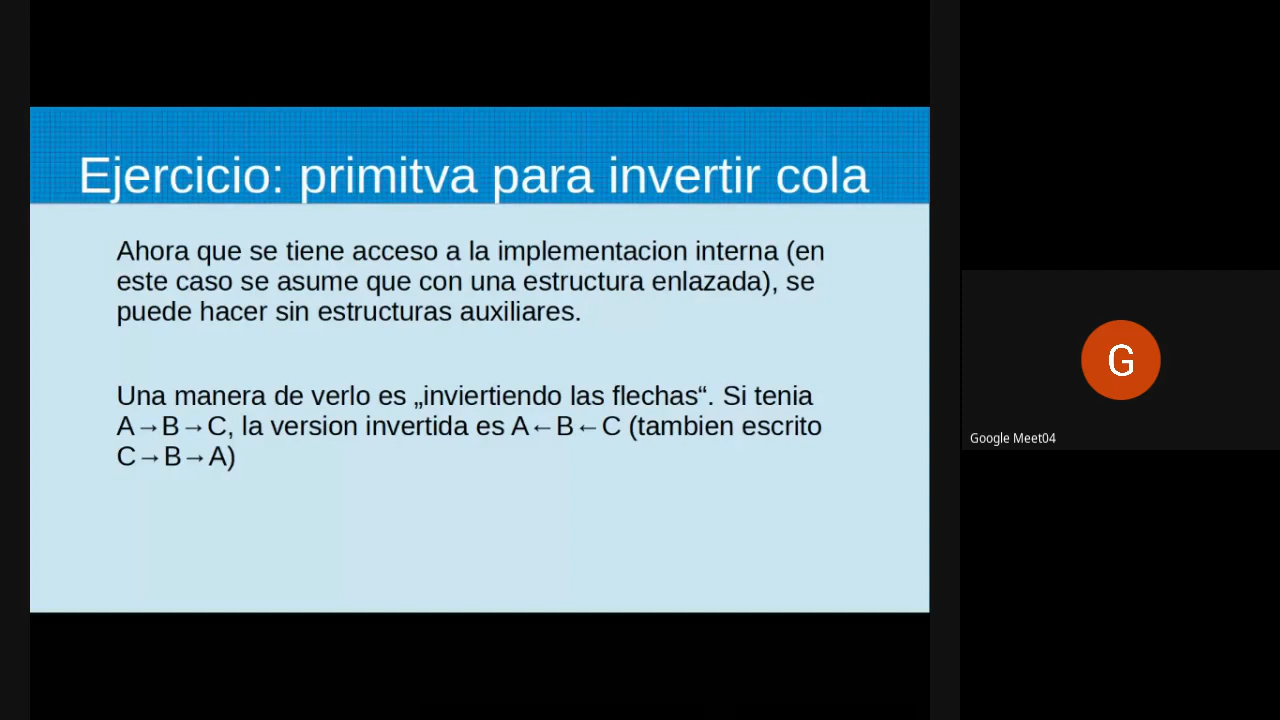 Ejercicio: primitva para invertir cola
Ahora que se tiene acceso a la implementacion interna (en
este caso se asume que con una estructura enlazada), se
puede hacer sin estructuras auxiliares.
Una manera de verlo es „inviertiendo las flechas“. Si tenia
A→B→C, la version invertida es A←B←C (tambien escrito
C→B→A)
G
Google Meet04